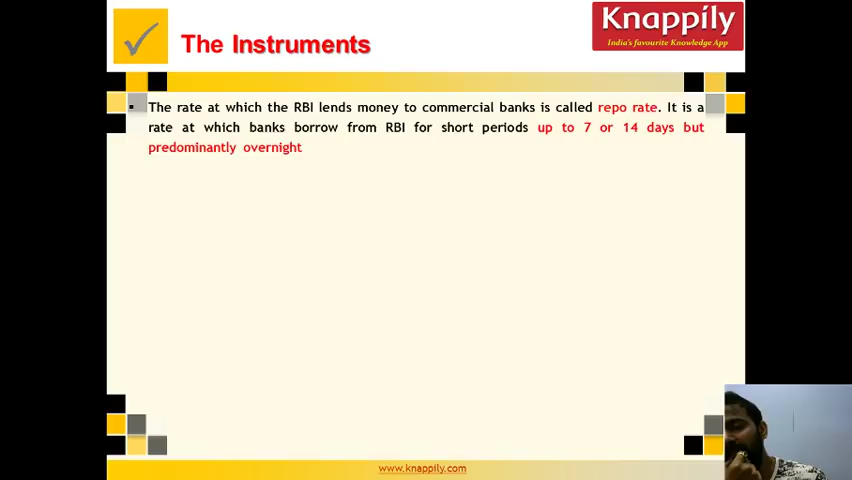 The Instruments
Knappily
India's favourite Knowledge App
The rate at which the RBI lends money to commercial banks is called repo rate. It is a
rate at which banks borrow from RBI for short periods up to 7 or 14 days but
predominantly overnight
www.knappily.com